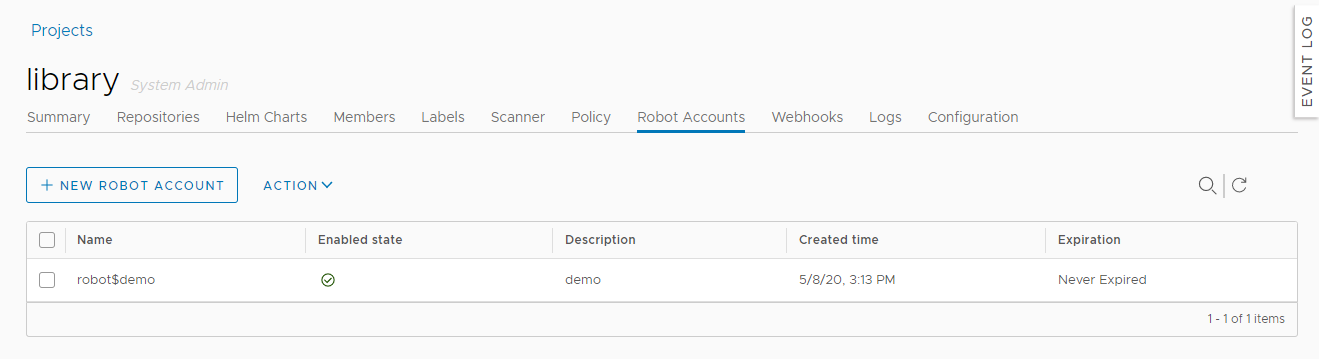 Projects
EVENT LOG
library System Admin
Summary Repositories Helm Charts Members Labels Scanner Policy Robot Accounts Webhooks Logs Configuration
+ NEW ROBOT ACCOUNT ACTION
Name Enabled state Description Created time Expiration
robot$demo demo 5/8/20, 3:13 PM Never Expired
1 - 1 of 1 items